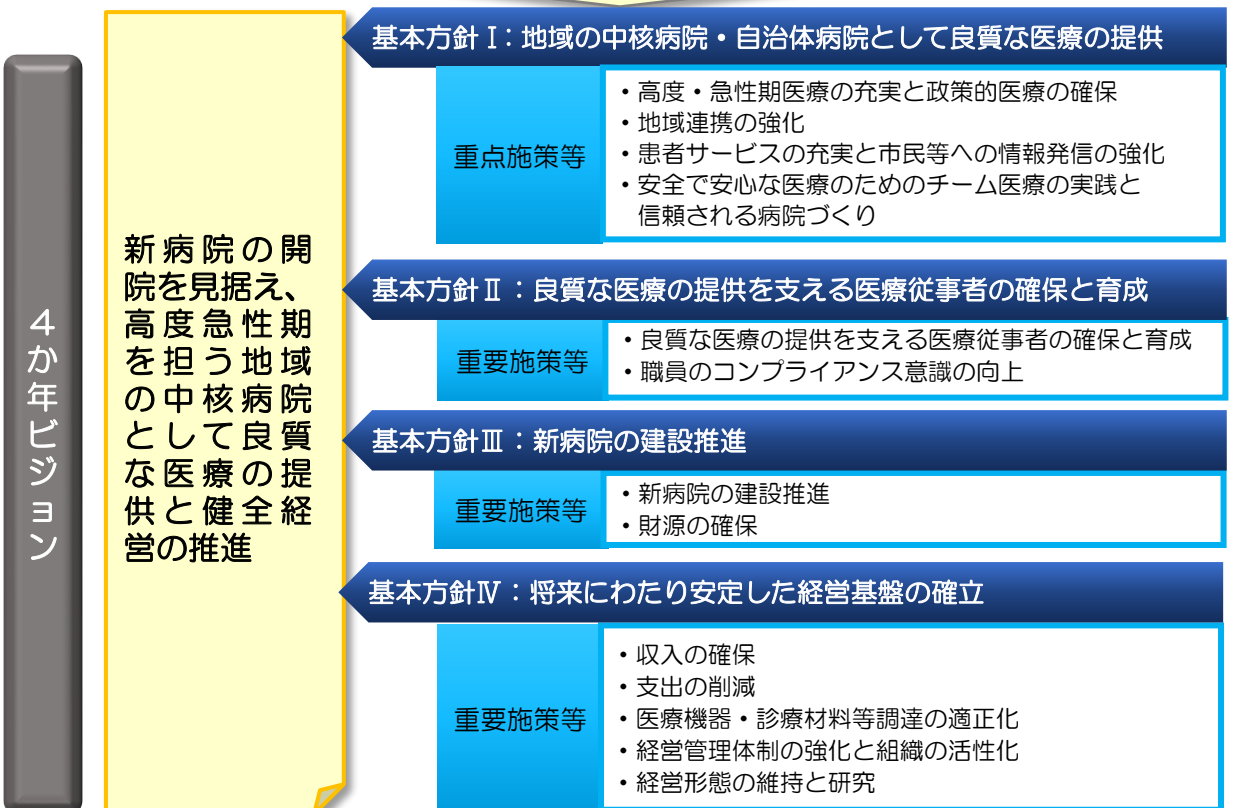 4か年ビジョン
新病院の開
院を見据え、
高度急性期
を担う地域
の中核病院
として良質
な医療の提
供と健全経
営の推進
基本方針Ⅰ：地域の中核病院・自治体病院として良質な医療の提供
重点施策等
・高度・急性期医療の充実と政策的医療の確保
・地域連携の強化
・患者サービスの充実と市民等への情報発信の強化
・安全で安心な医療のためのチーム医療の実践と
信頼される病院づくり
基本方針Ⅱ：良質な医療の提供を支える医療従事者の確保と育成
重要施策等
・良質な医療の提供を支える医療従事者の確保と育成
・職員のコンプライアンス意識の向上
基本方針Ⅲ：新病院の建設推進
重要施策等
・新病院の建設推進
・財源の確保
基本方針Ⅳ：将来にわたり安定した経営基盤の確立
重要施策等
・収入の確保
・支出の削減
・医療機器・診療材料等調達の適正化
・経営管理体制の強化と組織の活性化
・経営形態の維持と研究